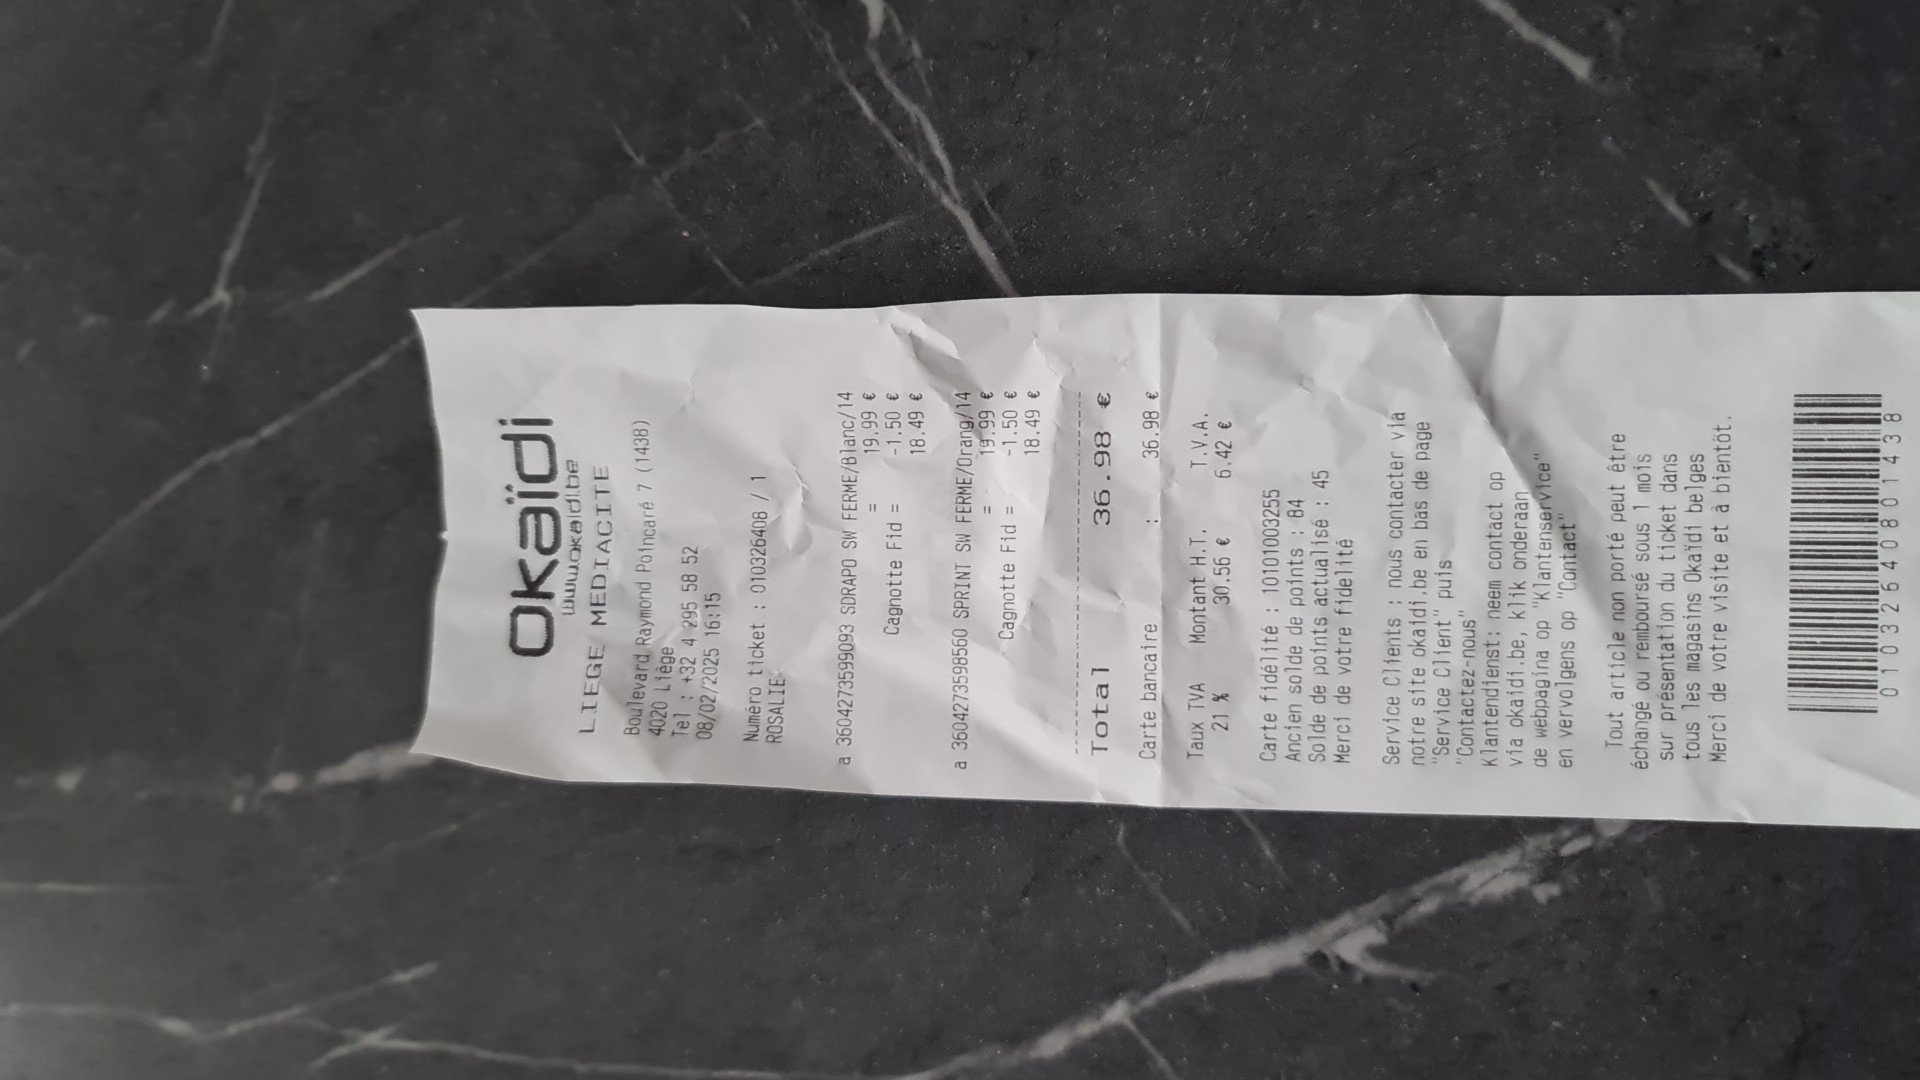 Okaïdi
www.okaidi.be
LIEGE MEDIACITE
Boulevard Raymond Poincaré 7 (1438)
4020 Liège
Tel : +32 4 295 58 52
08/02/2025 16:15
Numéro ticket : 010326408 / 1
ROSALIE
a 3604273599093 SDRAPO SW FERME/Blanc/14
= 19.99 €
Cagnotte Fid = -1.50 €
18.49 €
a 3604273598560 SPRINT SW FERME/Orang/14
= 19.99 €
Cagnotte Fid = -1.50 €
18.49 €
Total 36.98 €
Carte bancaire : 36.98 €
Taux TVA Montant H.T. T.V.A.
21 % 30.56 € 6.42 €
Carte fidélité : 10101003255
Ancien solde de points : 84
Solde de points actualisé : 45
Merci de votre fidelité
Service Clients : nous contacter via
notre site okaidi.be en bas de page
"Service Client" puis
"Contactez-nous"
Klantendienst: neem contact op
via okaidi.be, klik onderaan
de webpagina op "Klantenservice"
en vervolgens op "Contact"
Tout article non porté peut être
échangé ou remboursé sous 1 mois
sur présentation du ticket dans
tous les magasins Okaïdi belges
Merci de votre visite et à bientôt.
01032640801438